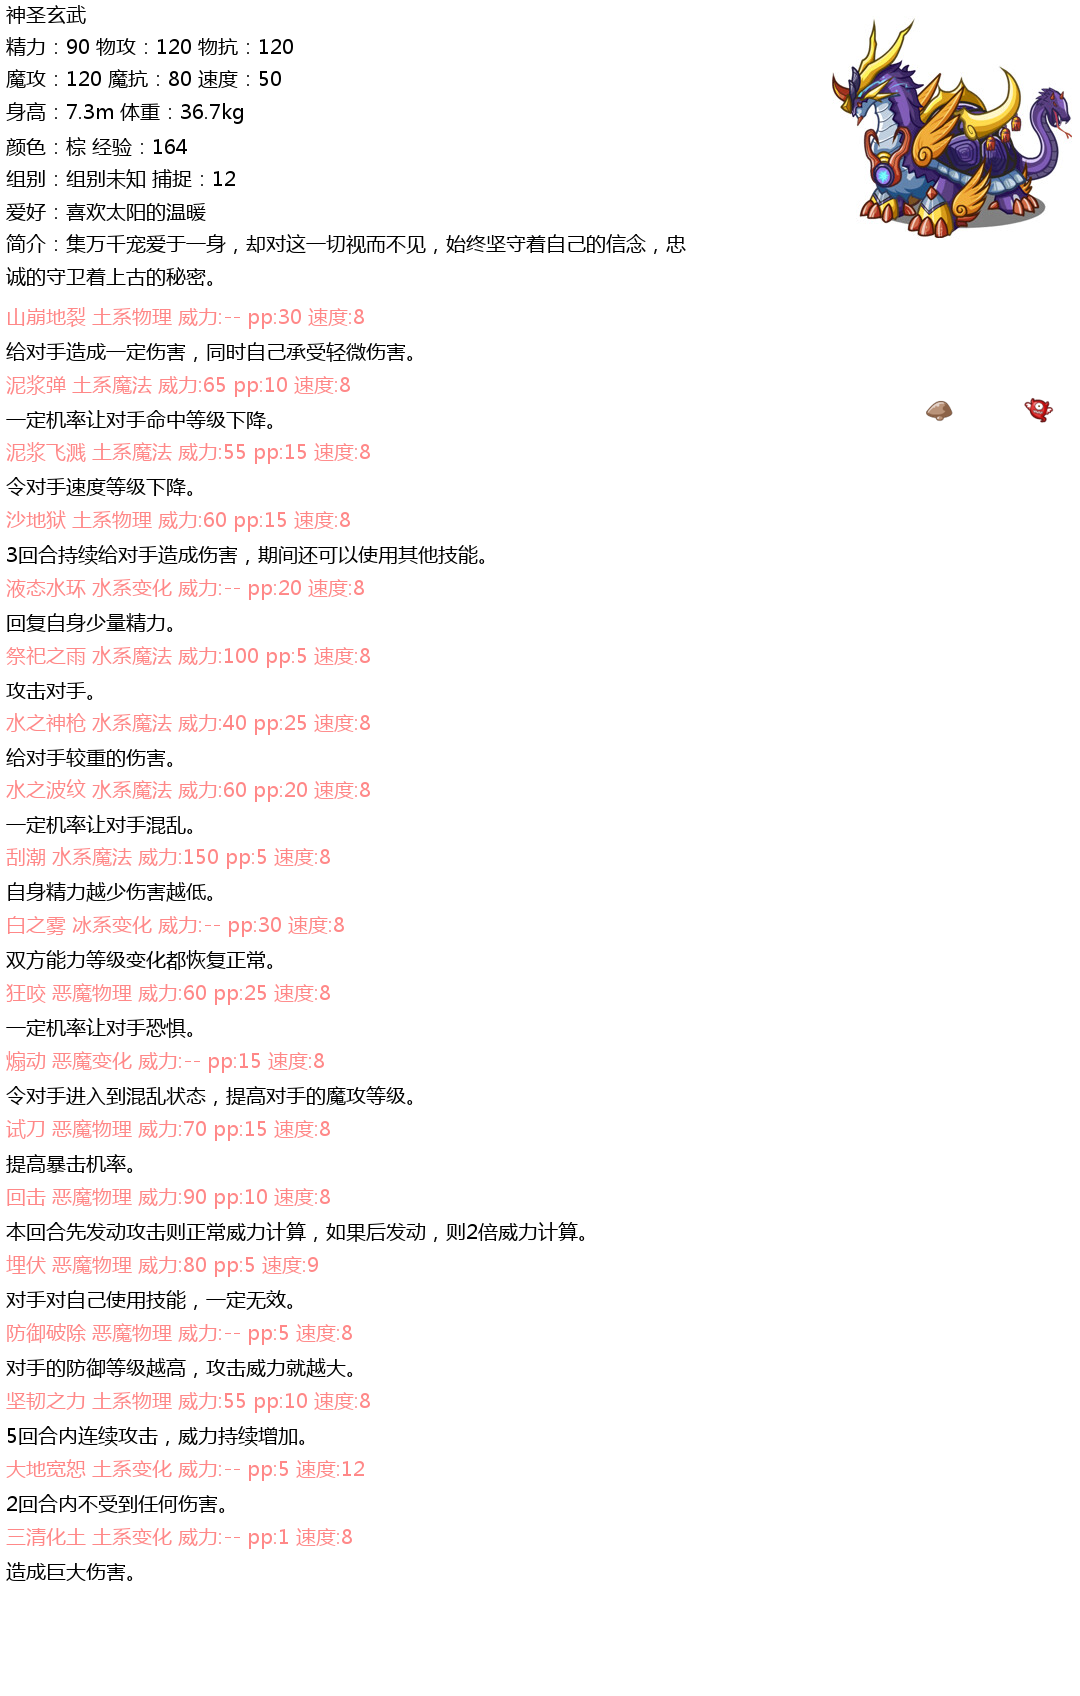 神圣玄武
精力：90 物攻：120 物抗：120
魔攻：120 魔抗：80 速度：50
身高：7.3m 体重：36.7kg
颜色：棕 经验：164
组别：组别未知 捕捉：12
爱好：喜欢太阳的温暖
简介：集万千宠爱于一身，却对这一切视而不见，始终坚守着自己的信念，忠
诚的守卫着上古的秘密。
山崩地裂 土系物理 威力:-- pp:30 速度:8
给对手造成一定伤害，同时自己承受轻微伤害。
泥浆弹 土系魔法 威力:65 pp:10 速度:8
一定机率让对手命中等级下降。
泥浆飞溅 土系魔法 威力:55 pp:15 速度:8
令对手速度等级下降。
沙地狱 土系物理 威力:60 pp:15 速度:8
3回合持续给对手造成伤害，期间还可以使用其他技能。
液态水环 水系变化 威力:-- pp:20 速度:8
回复自身少量精力。
祭祀之雨 水系魔法 威力:100 pp:5 速度:8
攻击对手。
水之神枪 水系魔法 威力:40 pp:25 速度:8
给对手较重的伤害。
水之波纹 水系魔法 威力:60 pp:20 速度:8
一定机率让对手混乱。
刮潮 水系魔法 威力:150 pp:5 速度:8
自身精力越少伤害越低。
白之雾 冰系变化 威力:-- pp:30 速度:8
双方能力等级变化都恢复正常。
狂咬 恶魔物理 威力:60 pp:25 速度:8
一定机率让对手恐惧。
煽动 恶魔变化 威力:-- pp:15 速度:8
令对手进入到混乱状态，提高对手的魔攻等级。
试刀 恶魔物理 威力:70 pp:15 速度:8
提高暴击机率。
回击 恶魔物理 威力:90 pp:10 速度:8
本回合先发动攻击则正常威力计算，如果后发动，则2倍威力计算。
埋伏 恶魔物理 威力:80 pp:5 速度:9
对手对自己使用技能，一定无效。
防御破除 恶魔物理 威力:-- pp:5 速度:8
对手的防御等级越高，攻击威力就越大。
坚韧之力 土系物理 威力:55 pp:10 速度:8
5回合内连续攻击，威力持续增加。
大地宽恕 土系变化 威力:-- pp:5 速度:12
2回合内不受到任何伤害。
三清化土 土系变化 威力:-- pp:1 速度:8
造成巨大伤害。